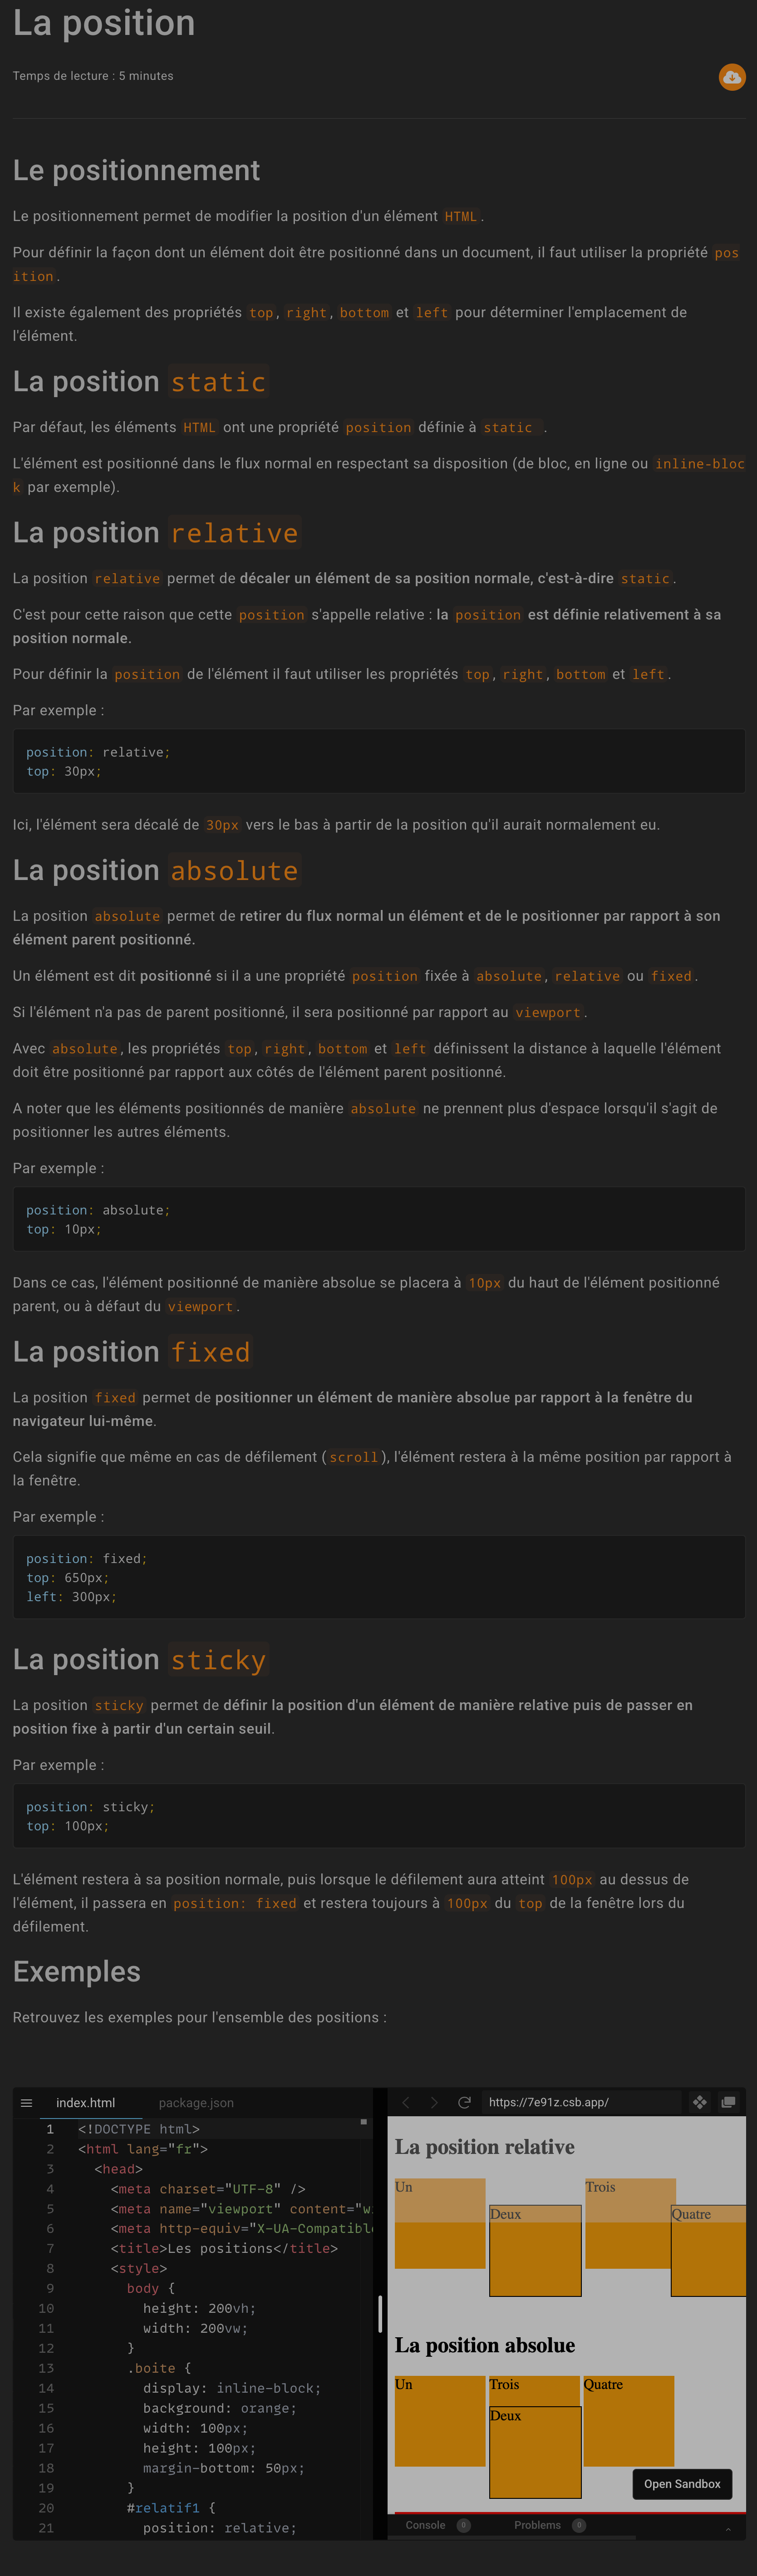 La position
Temps de lecture : 5 minutes
Le positionnement
Le positionnement permet de modifier la position d'un élément HTML.
Pour définir la façon dont un élément doit être positionné dans un document, il faut utiliser la propriété pos
ition.
Il existe également des propriétés top, right, bottom et left pour déterminer l'emplacement de
l'élément.
La position static
Par défaut, les éléments HTML ont une propriété position définie à static .
L'élément est positionné dans le flux normal en respectant sa disposition (de bloc, en ligne ou inline-bloc
k par exemple).
La position relative
La position relative permet de décaler un élément de sa position normale, c'est-à-dire static.
C'est pour cette raison que cette position s'appelle relative : la position est définie relativement à sa
position normale.
Pour définir la position de l'élément il faut utiliser les propriétés top, right, bottom et left.
Par exemple :
position: relative;
top: 30px;
Ici, l'élément sera décalé de 30px vers le bas à partir de la position qu'il aurait normalement eu.
La position absolute
La position absolute permet de retirer du flux normal un élément et de le positionner par rapport à son
élément parent positionné.
Un élément est dit positionné si il a une propriété position fixée à absolute, relative ou fixed.
Si l'élément n'a pas de parent positionné, il sera positionné par rapport au viewport.
Avec absolute, les propriétés top, right, bottom et left définissent la distance à laquelle l'élément
doit être positionné par rapport aux côtés de l'élément parent positionné.
A noter que les éléments positionnés de manière absolute ne prennent plus d'espace lorsqu'il s'agit de
positionner les autres éléments.
Par exemple :
position: absolute;
top: 10px;
Dans ce cas, l'élément positionné de manière absolue se placera à 10px du haut de l'élément positionné
parent, ou à défaut du viewport.
La position fixed
La position fixed permet de positionner un élément de manière absolue par rapport à la fenêtre du
navigateur lui-même.
Cela signifie que même en cas de défilement (scroll), l'élément restera à la même position par rapport à
la fenêtre.
Par exemple :
position: fixed;
top: 650px;
left: 300px;
La position sticky
La position sticky permet de définir la position d'un élément de manière relative puis de passer en
position fixe à partir d'un certain seuil.
Par exemple :
position: sticky;
top: 100px;
L'élément restera à sa position normale, puis lorsque le défilement aura atteint 100px au dessus de
l'élément, il passera en position: fixed et restera toujours à 100px du top de la fenêtre lors du
défilement.
Exemples
Retrouvez les exemples pour l'ensemble des positions :
index.html package.json
1 <!DOCTYPE html>
2 <html lang="fr">
3 <head>
4 <meta charset="UTF-8" />
5 <meta name="viewport" content="w
6 <meta http-equiv="X-UA-Compatibl
7 <title>Les positions</title>
8 <style>
9 body {
10 height: 200vh;
11 width: 200vw;
12 }
13 .boite {
14 display: inline-block;
15 background: orange;
16 width: 100px;
17 height: 100px;
18 margin-bottom: 50px;
19 }
20 #relatif1 {
21 position: relative;
https://7e91z.csb.app/
La position relative
Un
Trois
Deux
Quatre
La position absolue
Un
Trois
Quatre
Deux
Open Sandbox
Console 0 Problems 0